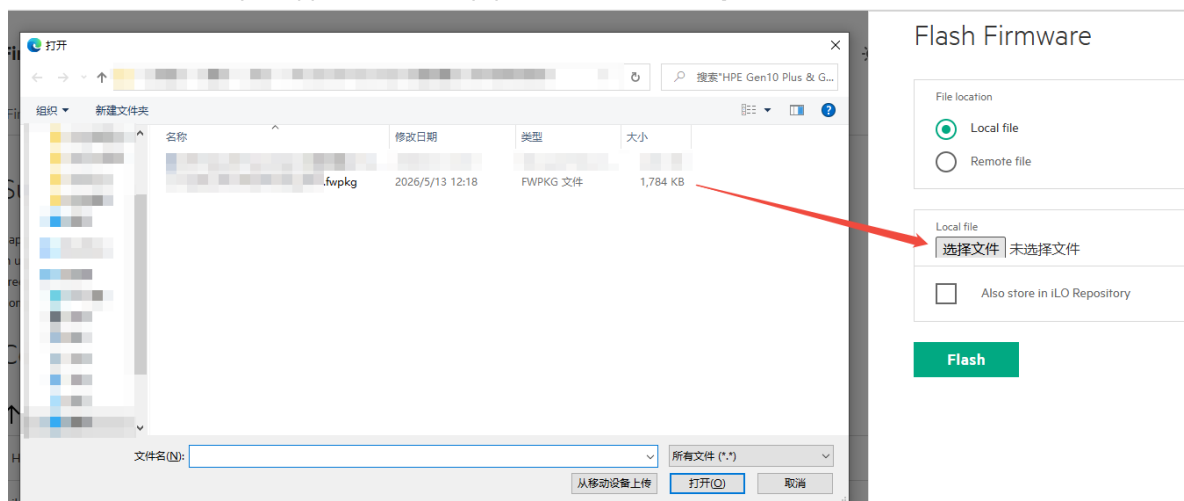 打开
搜索"HPE Gen10 Plus & G...
组织 新建文件夹
名称 修改日期 类型 大小
.fwpkg 2026/5/13 12:18 FWPKG 文件 1,784 KB
文件名(N): 所有文件 (*.*)
从移动设备上传 打开(O) 取消
Flash Firmware
File location
Local file
Remote file
Local file
选择文件 未选择文件
Also store in iLO Repository
Flash